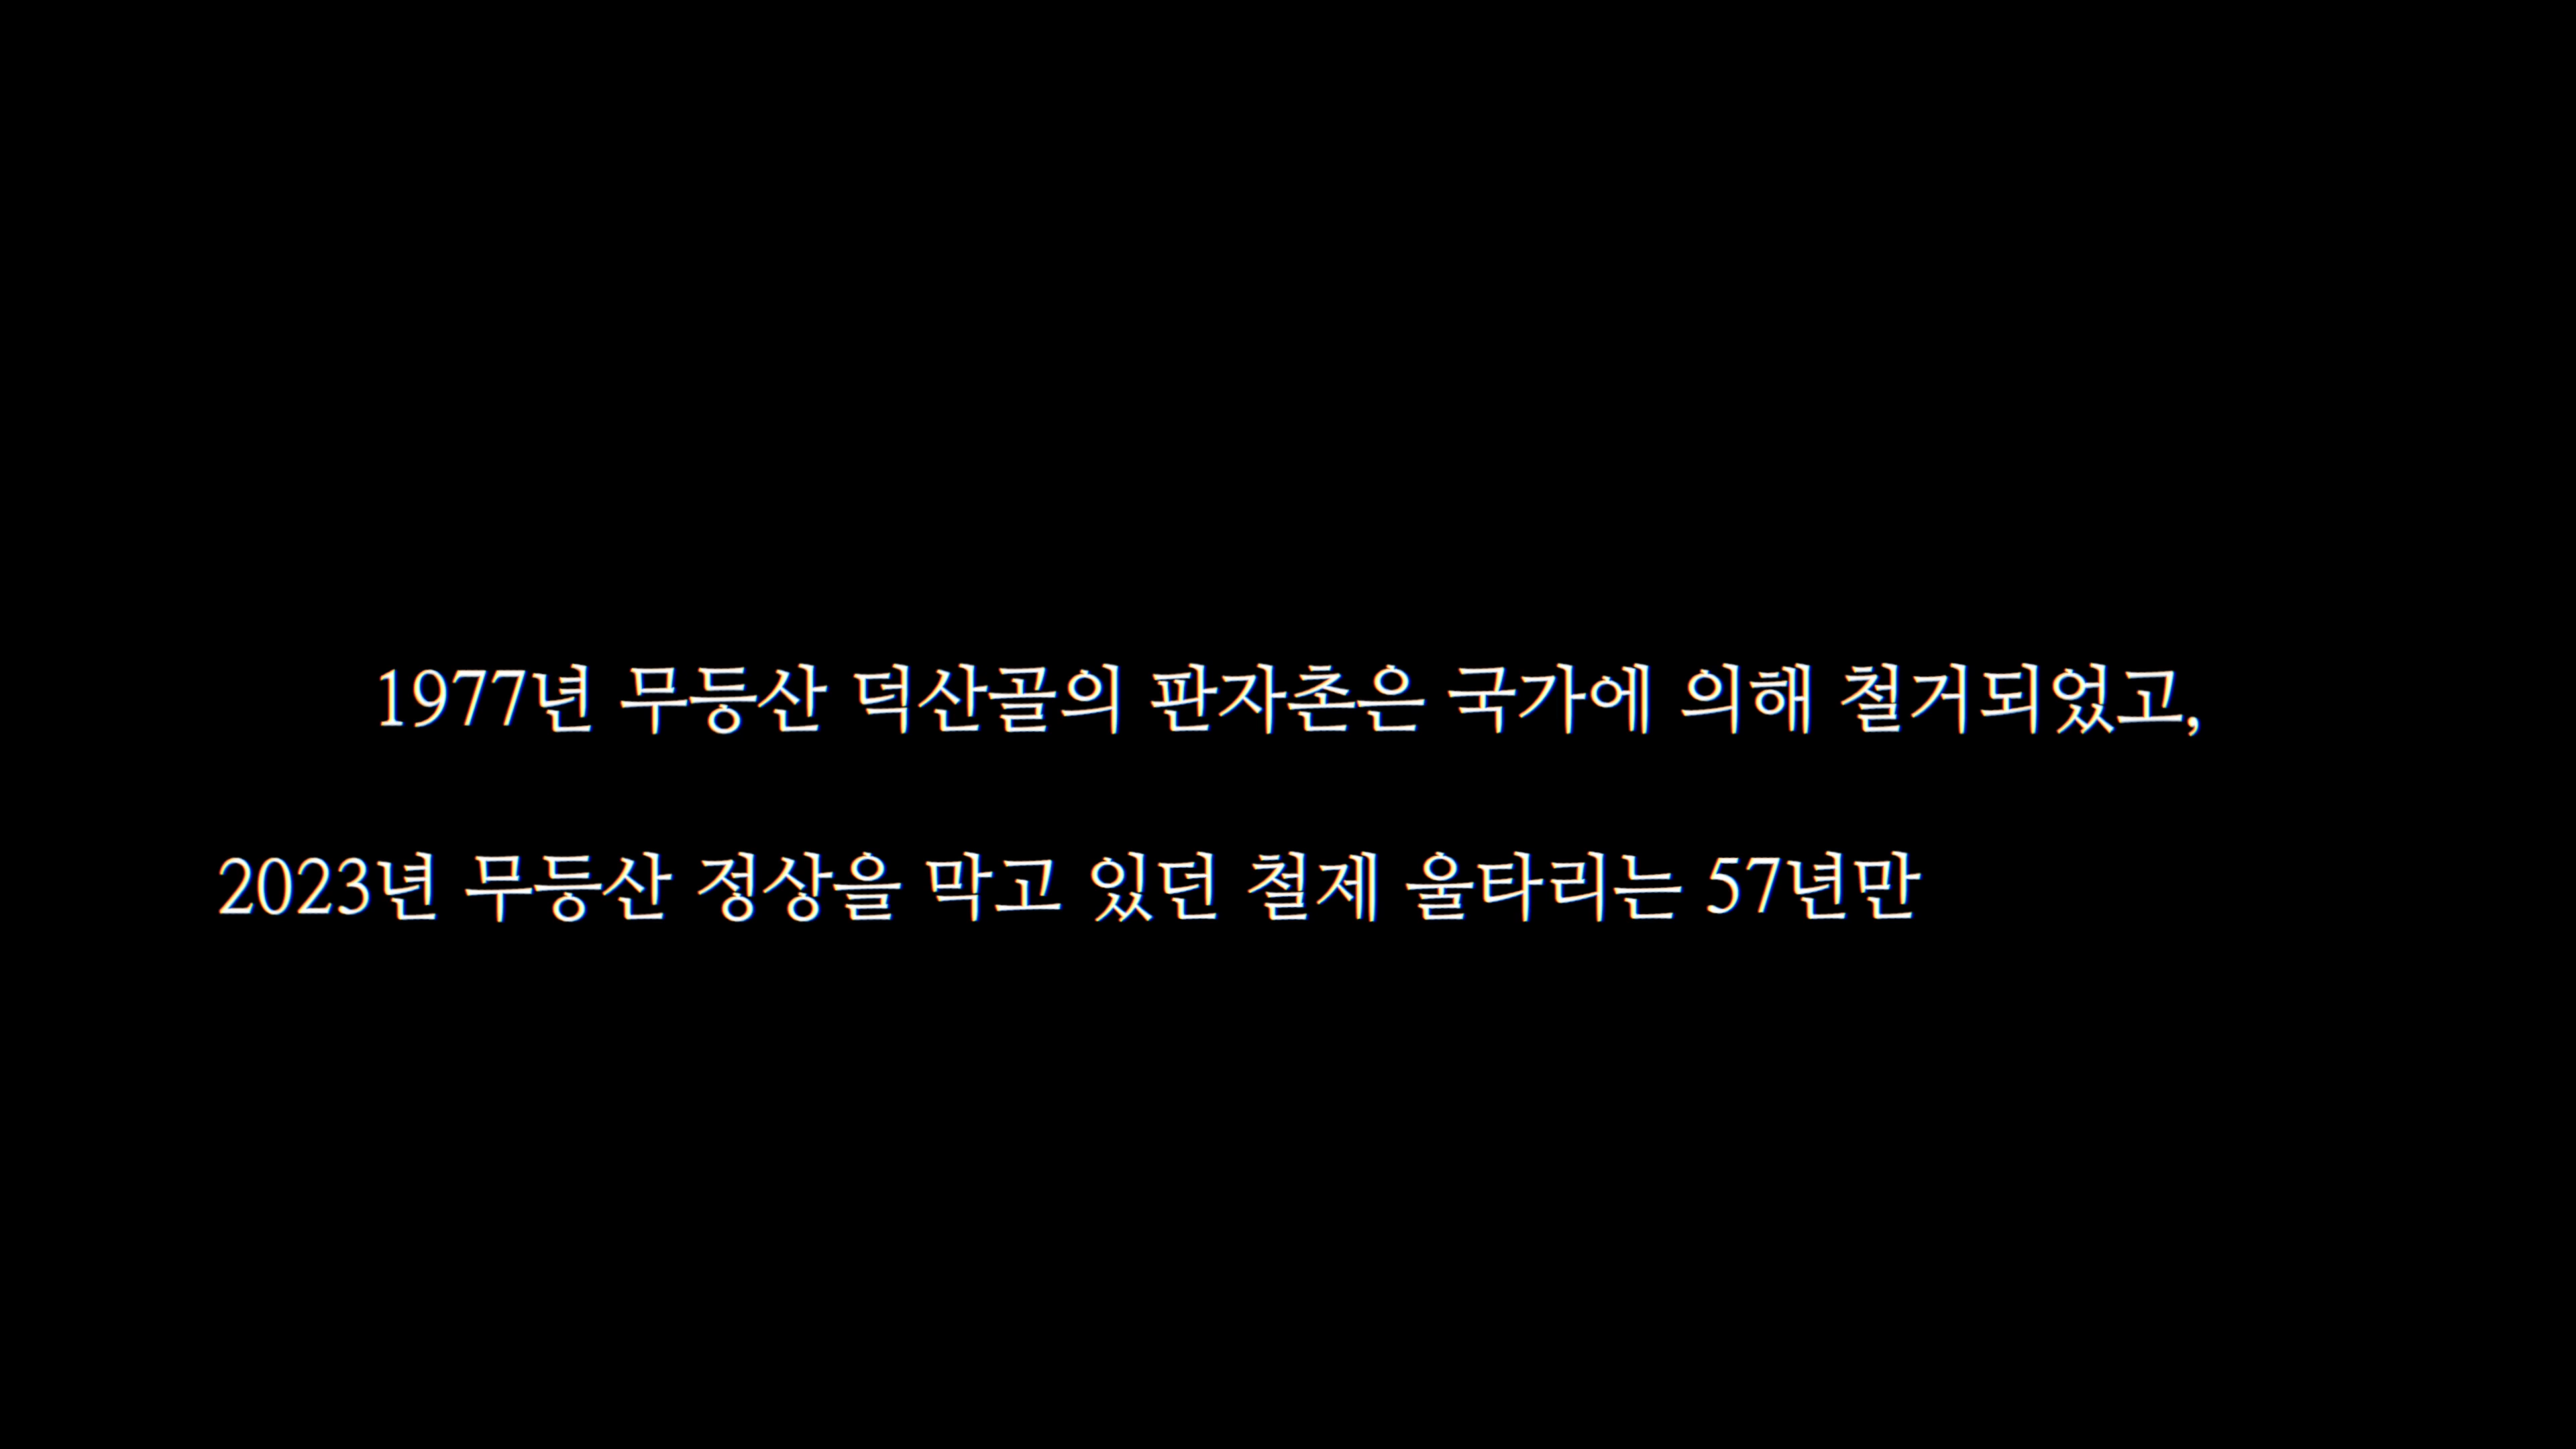 1977년 무등산 덕산골의 판자촌은 국가에 의해 철거되었고,
2023년 무등산 정상을 막고 있던 철제 울타리는 57년만